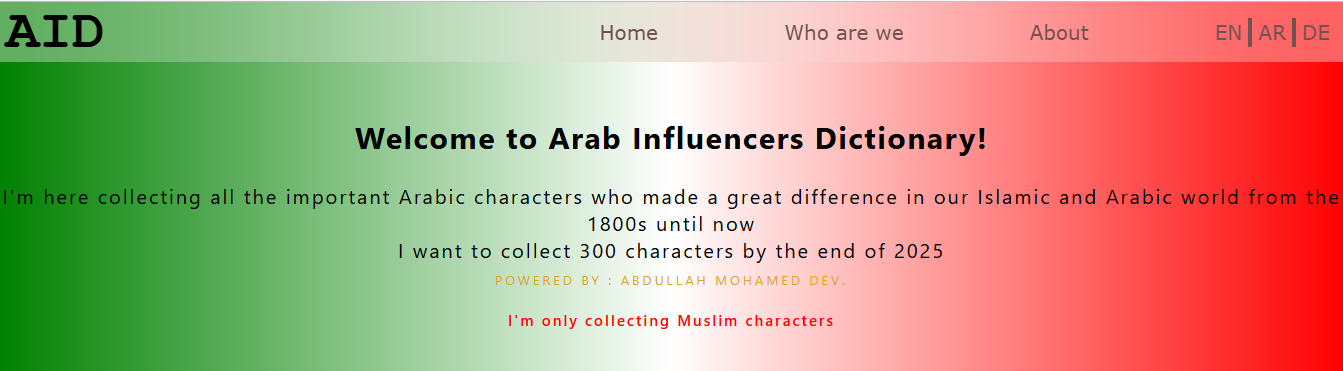 AID
Home Who are we About EN AR DE
Welcome to Arab Influencers Dictionary!
I'm here collecting all the important Arabic characters who made a great difference in our Islamic and Arabic world from the
1800s until now
I want to collect 300 characters by the end of 2025
POWERED BY : ABDULLAH MOHAMED DEV.
I'm only collecting Muslim characters